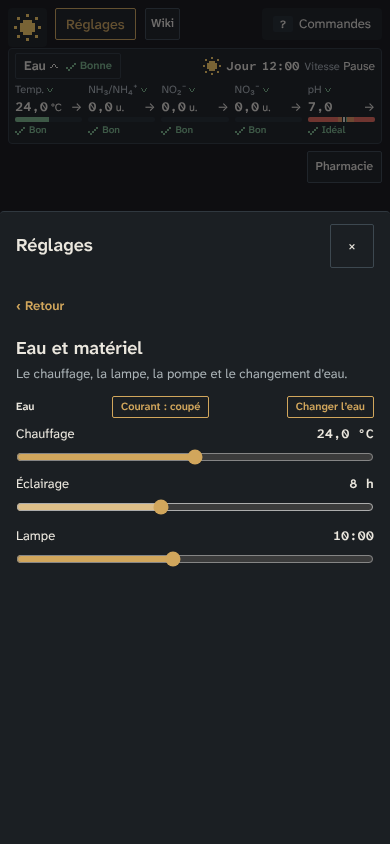 Réglages Wiki ? Commandes
Eau Bonne Jour 12:00 Vitesse Pause
Temp. NH₃/NH₄⁺ NO₂⁻ NO₃⁻ pH
24,0 °C → 0,0 u. → 0,0 u. → 0,0 u. → 7,0 →
Bon Bon Bon Bon Idéal
Pharmacie
Réglages ×
‹ Retour
Eau et matériel
Le chauffage, la lampe, la pompe et le changement d'eau.
Eau Courant : coupé Changer l'eau
Chauffage 24,0 °C
Éclairage 8 h
Lampe 10:00